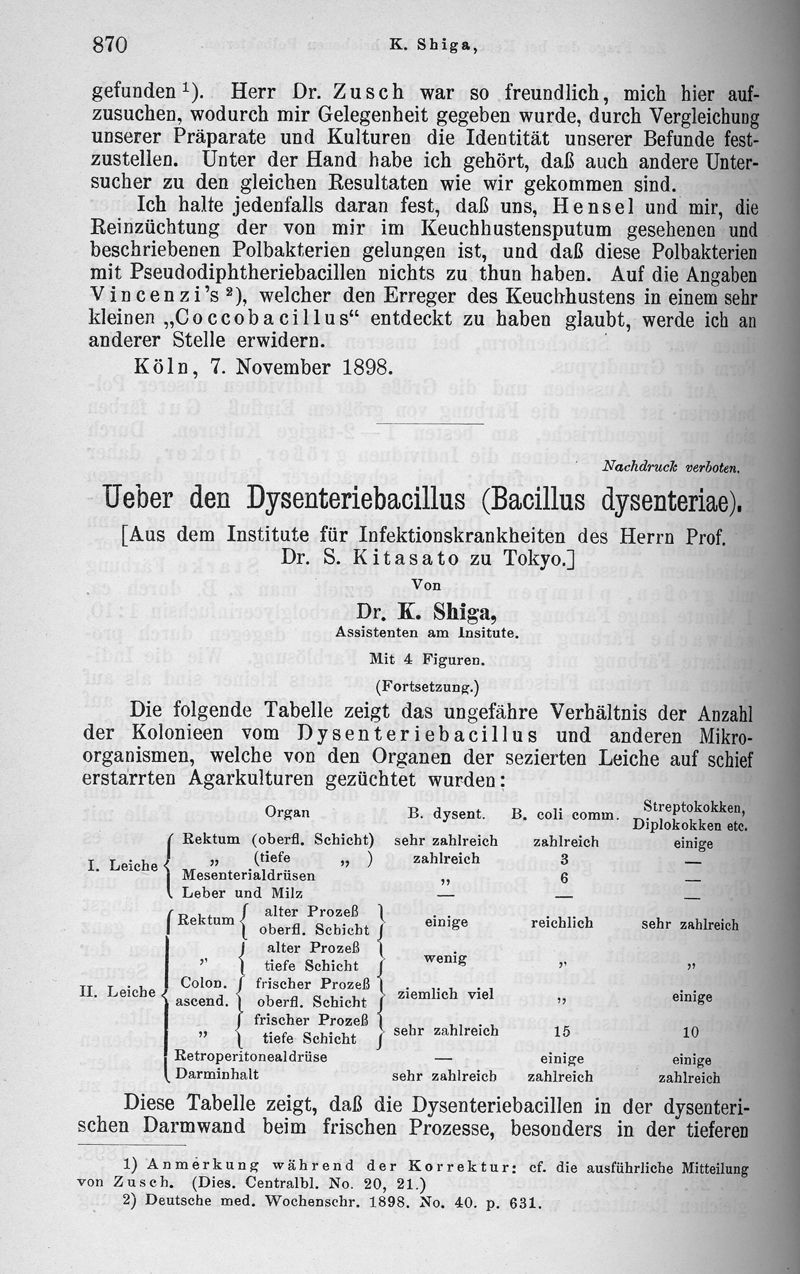 870 K. Shiga,
gefunden ¹). Herr Dr. Zusch war so freundlich, mich hier auf-
zusuchen, wodurch mir Gelegenheit gegeben wurde, durch Vergleichung
unserer Präparate und Kulturen die Identität unserer Befunde fest-
zustellen. Unter der Hand habe ich gehört, daß auch andere Unter-
sucher zu den gleichen Resultaten wie wir gekommen sind.
Ich halte jedenfalls daran fest, daß uns, Hensel und mir, die
Reinzüchtung der von mir im Keuchhustensputum gesehenen und
beschriebenen Polbakterien gelungen ist, und daß diese Polbakterien
mit Pseudodiphtheriebacillen nichts zu thun haben. Auf die Angaben
Vincenzi's ²), welcher den Erreger des Keuchhustens in einem sehr
kleinen „Coccobacillus“ entdeckt zu haben glaubt, werde ich an
anderer Stelle erwidern.
Köln, 7. November 1898.
Nachdruck verboten.
Ueber den Dysenteriebacillus (Bacillus dysenteriae).
[Aus dem Institute für Infektionskrankheiten des Herrn Prof.
Dr. S. Kitasato zu Tokyo.]
Von
Dr. K. Shiga,
Assistenten am Insitute.
Mit 4 Figuren.
(Fortsetzung.)
Die folgende Tabelle zeigt das ungefähre Verhältnis der Anzahl
der Kolonieen vom Dysenteriebacillus und anderen Mikro-
organismen, welche von den Organen der sezierten Leiche auf schief
erstarrten Agarkulturen gezüchtet wurden:
Organ B. dysent. B. coli comm. Streptokokken,
Diplokokken etc.
I. Leiche Rektum (oberfl. Schicht) sehr zahlreich zahlreich einige
„ (tiefe „ ) zahlreich 3 —
Mesenterialdrüsen „ 6 —
Leber und Milz — — —
II. Leiche Rektum alter Prozeß
oberfl. Schicht einige reichlich sehr zahlreich
„ alter Prozeß
tiefe Schicht wenig „ „
Colon. frischer Prozeß
ascend. oberfl. Schicht ziemlich viel „ einige
„ frischer Prozeß
tiefe Schicht sehr zahlreich 15 10
Retroperitonealdrüse — einige einige
Darminhalt sehr zahlreich zahlreich zahlreich
Diese Tabelle zeigt, daß die Dysenteriebacillen in der dysenteri-
schen Darmwand beim frischen Prozesse, besonders in der tieferen
1) Anmerkung während der Korrektur: cf. die ausführliche Mitteilung
von Zusch. (Dies. Centralbl. No. 20, 21.)
2) Deutsche med. Wochenschr. 1898. No. 40. p. 631.